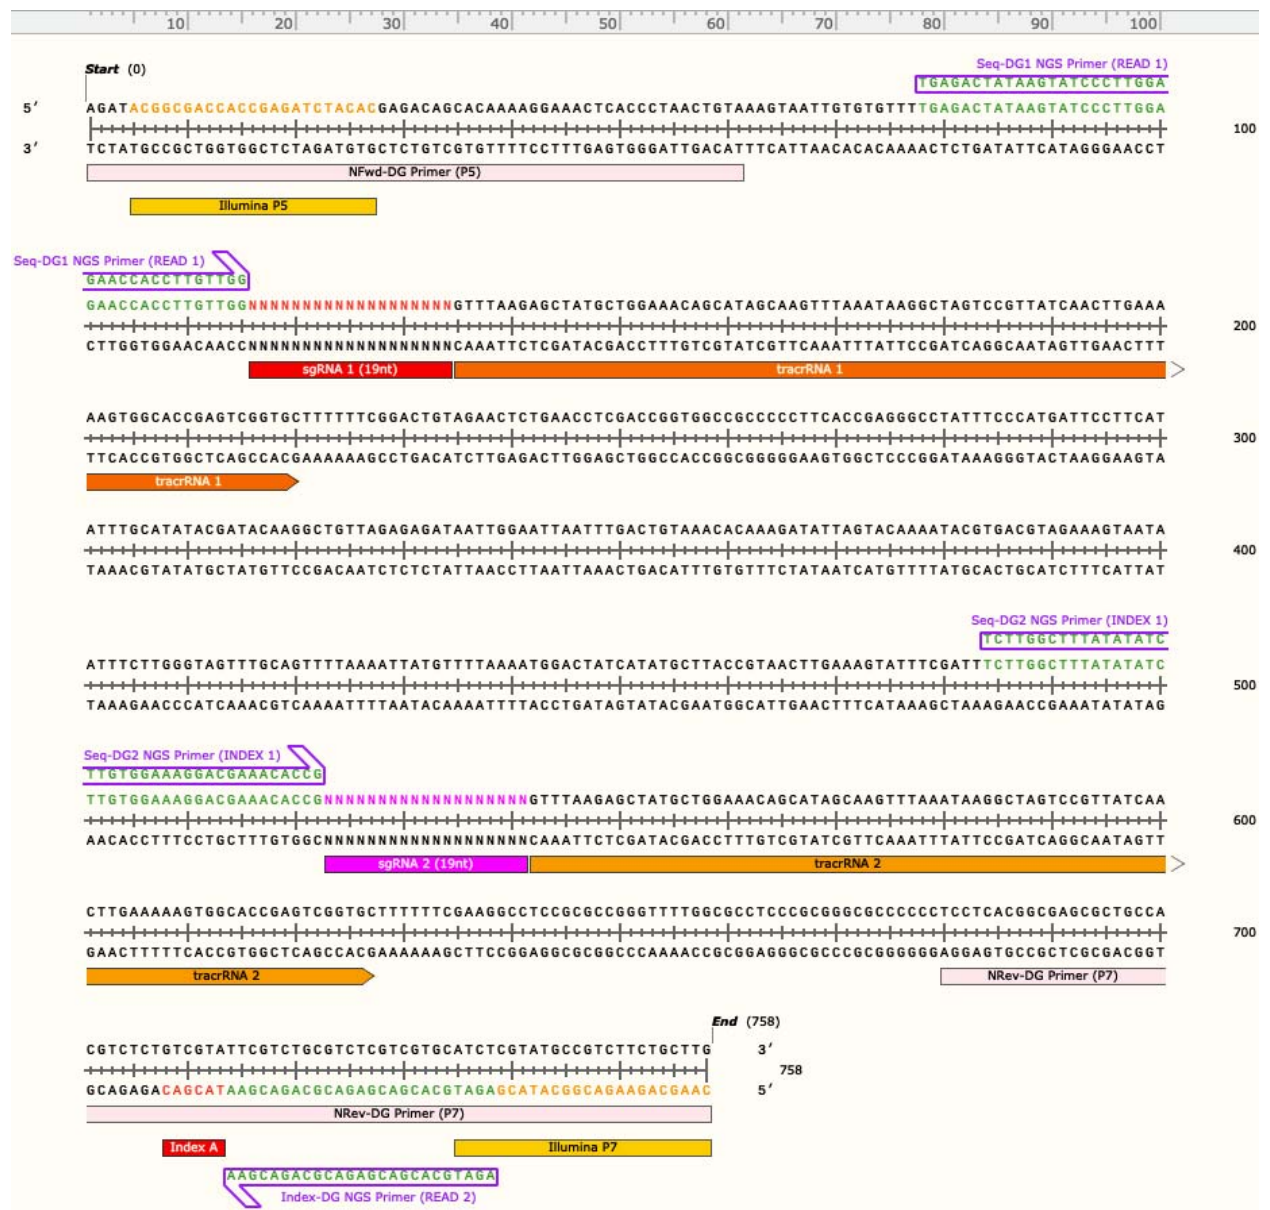 10 20 30 40 50 60 70 80 90 100
Start (0)
Seq-DG1 NGS Primer (READ 1)
TGAGACTATAAGTATCCCTTGGA
5′ AGATACGGCGACCACCGAGATCTACACGAGACAGCACAAAAGGAAACTCACCCTAACTGTAAAGTAATTGTGTGTTTTGAGACTATAAGTATCCCTTGGA
100
3′ TCTATGCCGCTGGTGGCTCTAGATGTGCTCTGTCGTGTTTTCCTTTGAGTGGGATTGACATTTCATTAACACACAAAACTCTGATATTCATAGGGAACCT
NFwd-DG Primer (P5)
Illumina P5
Seq-DG1 NGS Primer (READ 1)
GAACCACCTTGTTGG
GAACCACCTTGTTGGNNNNNNNNNNNNNNNNNNNGTTTAAGAGCTATGCTGGAAACAGCATAGCAAGTTTAAATAAGGCTAGTCCGTTATCAACTTGAAA
200
CTTGGTGGAACAACCNNNNNNNNNNNNNNNNNNNCAAATTCTCGATACGACCTTTGTCGTATCGTTCAAATTTATTCCGATCAGGCAATAGTTGAACTTT
sgRNA 1 (19nt) tracrRNA 1
AAGTGGCACCGAGTCGGTGCTTTTTTCGGACTGTAGAACTCTGAACCTCGACCGGTGGCCGCCCCCTTCACCGAGGGCCTATTTCCCATGATTCCTTCAT
300
TTCACCGTGGCTCAGCCACGAAAAAAGCCTGACATCTTGAGACTTGGAGCTGGCCACCGGCGGGGGAAGTGGCTCCCGGATAAAGGGTACTAAGGAAGTA
tracrRNA 1
ATTTGCATATACGATACAAGGCTGTTAGAGAGATAATTGGAATTAATTTGACTGTAAACACAAAGATATTAGTACAAAATACGTGACGTAGAAAGTAATA
400
TAAACGTATATGCTATGTTCCGACAATCTCTCTATTAACCTTAATTAAACTGACATTTGTGTTTCTATAATCATGTTTTATGCACTGCATCTTTCATTAT
Seq-DG2 NGS Primer (INDEX 1)
TCTTGGCTTTATATATC
ATTTCTTGGGTAGTTTGCAGTTTTAAAATTATGTTTTAAAATGGACTATCATATGCTTACCGTAACTTGAAAGTATTTCGATTTCTTGGCTTTATATATC
500
TAAAGAACCCATCAAACGTCAAAATTTTAATACAAAATTTTACCTGATAGTATACGAATGGCATTGAACTTTCATAAAGCTAAAGAACCGAAATATATAG
Seq-DG2 NGS Primer (INDEX 1)
TTGTGGAAAGGACGAAACACCG
TTGTGGAAAGGACGAAACACCGNNNNNNNNNNNNNNNNNNNGTTTAAGAGCTATGCTGGAAACAGCATAGCAAGTTTAAATAAGGCTAGTCCGTTATCAA
600
AACACCTTTCCTGCTTTGTGGCNNNNNNNNNNNNNNNNNNNCAAATTCTCGATACGACCTTTGTCGTATCGTTCAAATTTATTCCGATCAGGCAATAGTT
sgRNA 2 (19nt) tracrRNA 2
CTTGAAAAAGTGGCACCGAGTCGGTGCTTTTTTCGAAGGCCTCCGCGCCGGGTTTTGGCGCCTCCCGCGGGCGCCCCCCTCCTCACGGCGAGCGCTGCCA
700
GAACTTTTTCACCGTGGCTCAGCCACGAAAAAAGCTTCCGGAGGCGCGGCCCAAAACCGCGGAGGGCGCCCGCGGGGGGAGGAGTGCCGCTCGCGACGGT
tracrRNA 2 NRev-DG Primer (P7)
End (758)
CGTCTCTGTCGTATTCGTCTGCGTCTCGTCGTGCATCTCGTATGCCGTCTTCTGCTTG 3′
758
GCAGAGACAGCATAAGCAGACGCAGAGCAGCACGTAGAGCATACGGCAGAAGACGAAC 5′
NRev-DG Primer (P7)
Index A Illumina P7
AAGCAGACGCAGAGCAGCACGTAGA
Index-DG NGS Primer (READ 2)